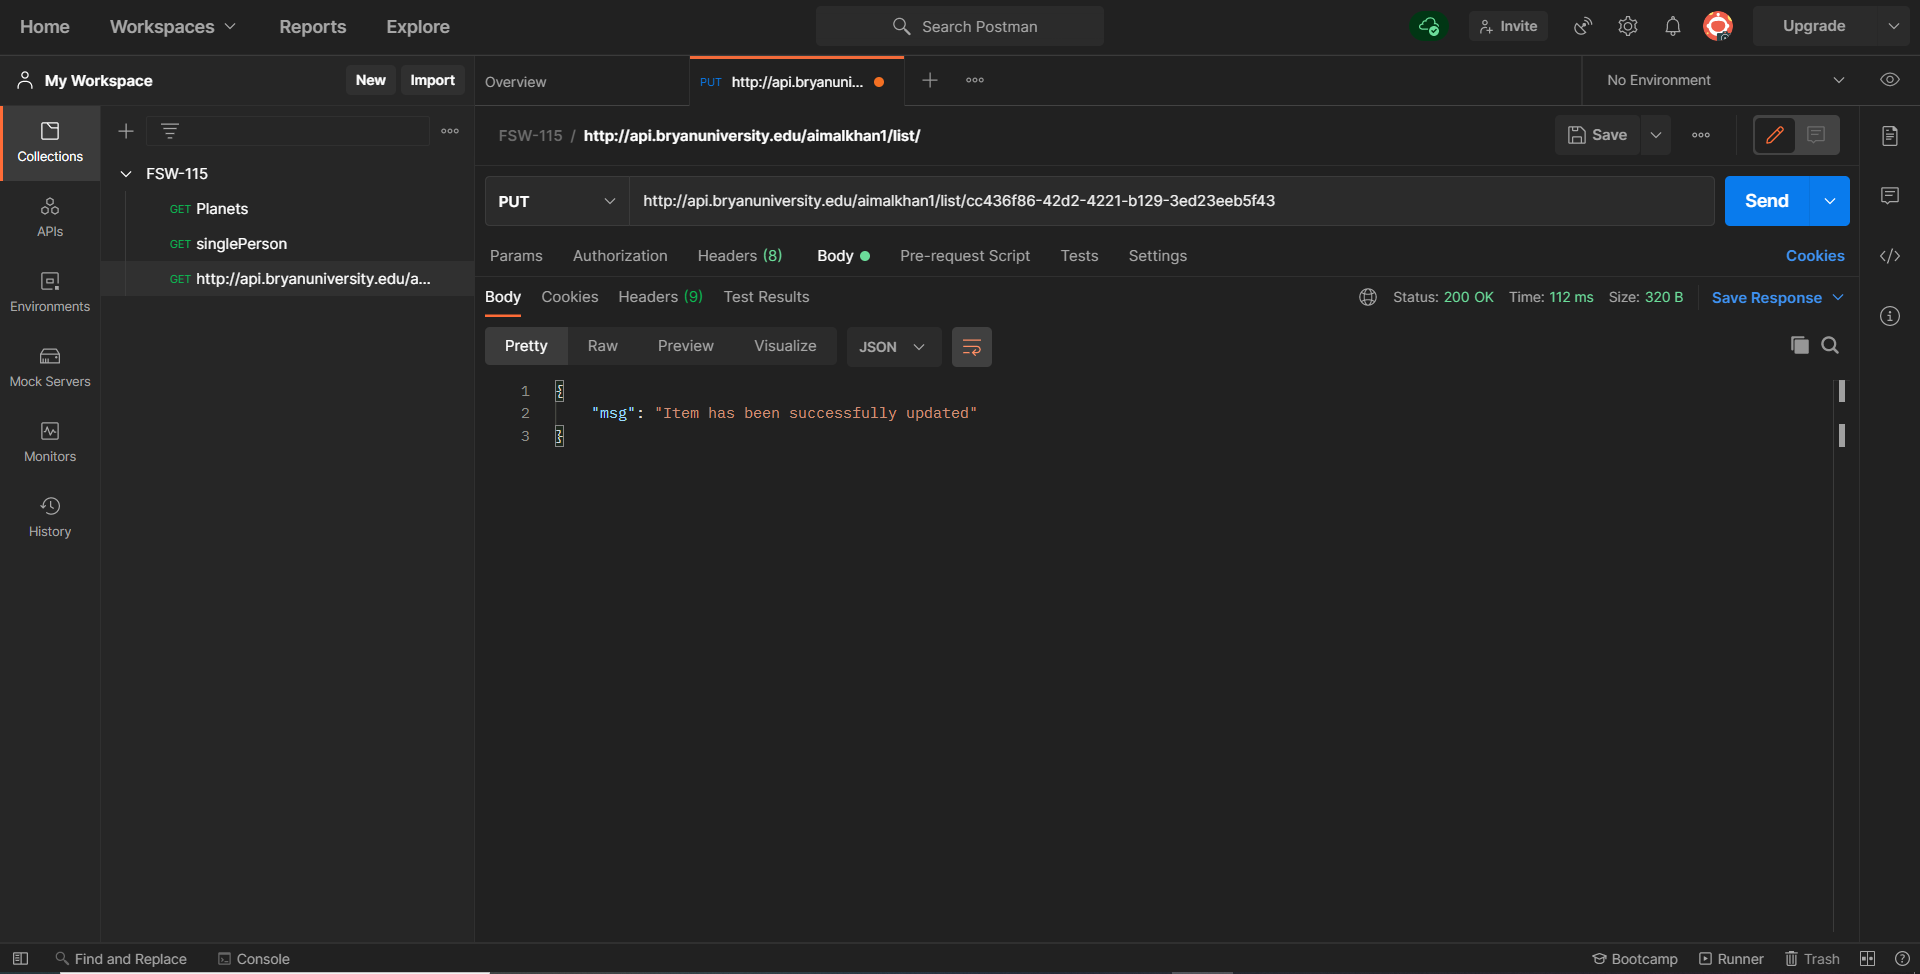 Home Workspaces Reports Explore Search Postman Invite Upgrade
My Workspace New Import Overview PUT http://api.bryanuni... No Environment
Collections
APIs
Environments
Mock Servers
Monitors
History
FSW-115
GET Planets
GET singlePerson
GET http://api.bryanuniversity.edu/a...
FSW-115 / http://api.bryanuniversity.edu/aimalkhan1/list/ Save
PUT http://api.bryanuniversity.edu/aimalkhan1/list/cc436f86-42d2-4221-b129-3ed23eeb5f43 Send
Params Authorization Headers (8) Body Pre-request Script Tests Settings Cookies
Body Cookies Headers (9) Test Results Status: 200 OK Time: 112 ms Size: 320 B Save Response
Pretty Raw Preview Visualize JSON
1 {
2 "msg": "Item has been successfully updated"
3 }
Find and Replace Console Bootcamp Runner Trash